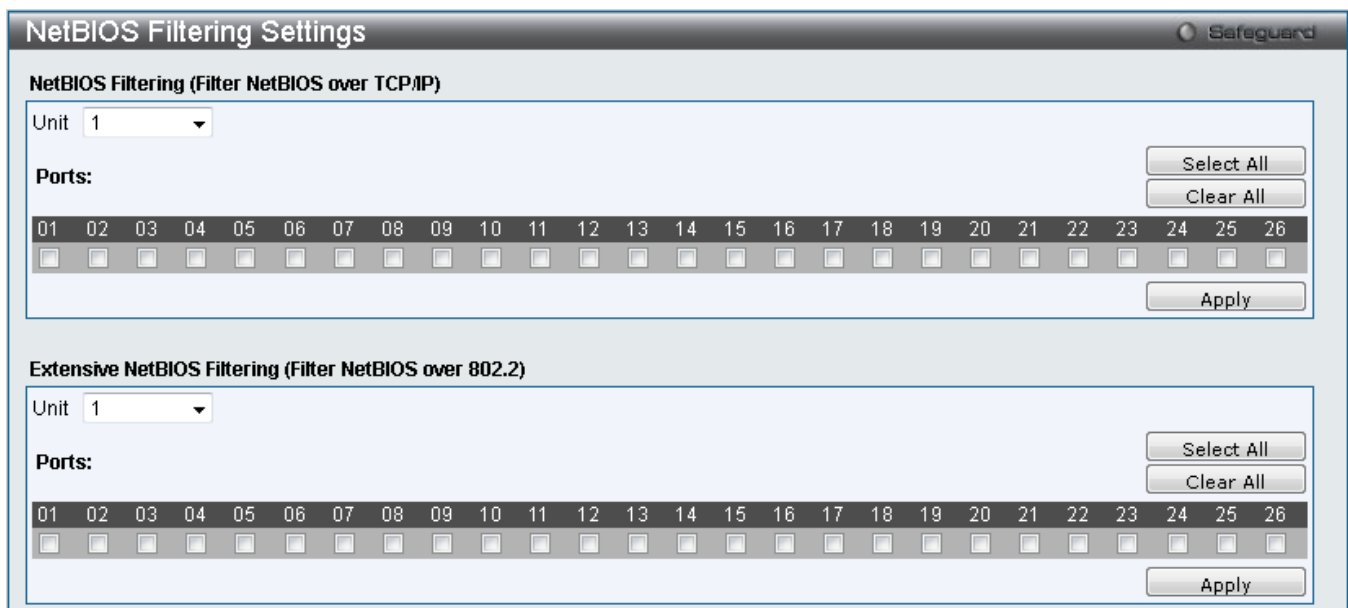 NetBIOS Filtering Settings Safeguard
NetBIOS Filtering (Filter NetBIOS over TCP/IP)
Unit 1
Select All
Ports:
Clear All
01 02 03 04 05 06 07 08 09 10 11 12 13 14 15 16 17 18 19 20 21 22 23 24 25 26
Apply
Extensive NetBIOS Filtering (Filter NetBIOS over 802.2)
Unit 1
Select All
Ports:
Clear All
01 02 03 04 05 06 07 08 09 10 11 12 13 14 15 16 17 18 19 20 21 22 23 24 25 26
Apply